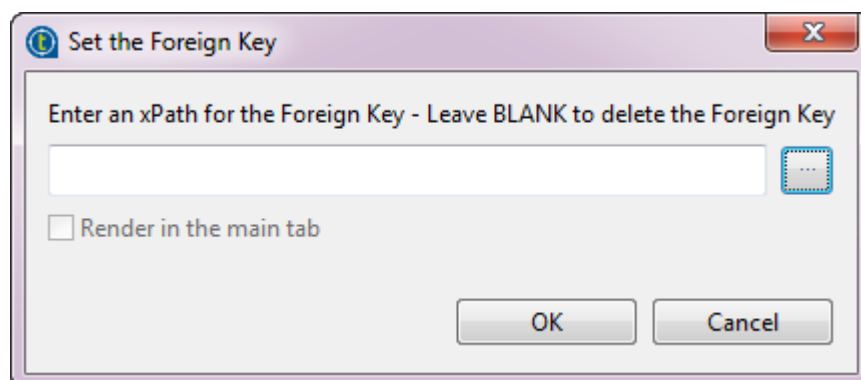 Set the Foreign Key
Enter an xPath for the Foreign Key - Leave BLANK to delete the Foreign Key
...
Render in the main tab
OK Cancel